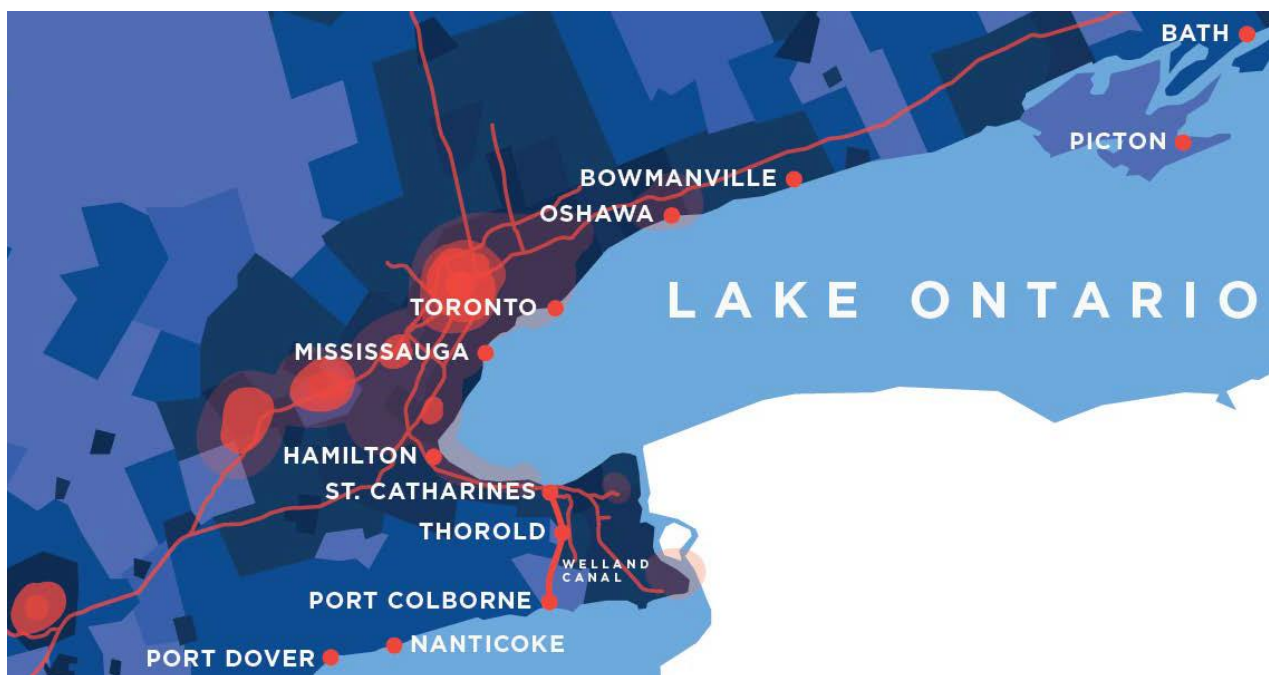 BATH
PICTON
BOWMANVILLE
OSHAWA
LAKE ONTARIO
TORONTO
MISSISSAUGA
HAMILTON
ST. CATHARINES
THOROLD
WELLAND
CANAL
PORT COLBORNE
NANTICOKE
PORT DOVER